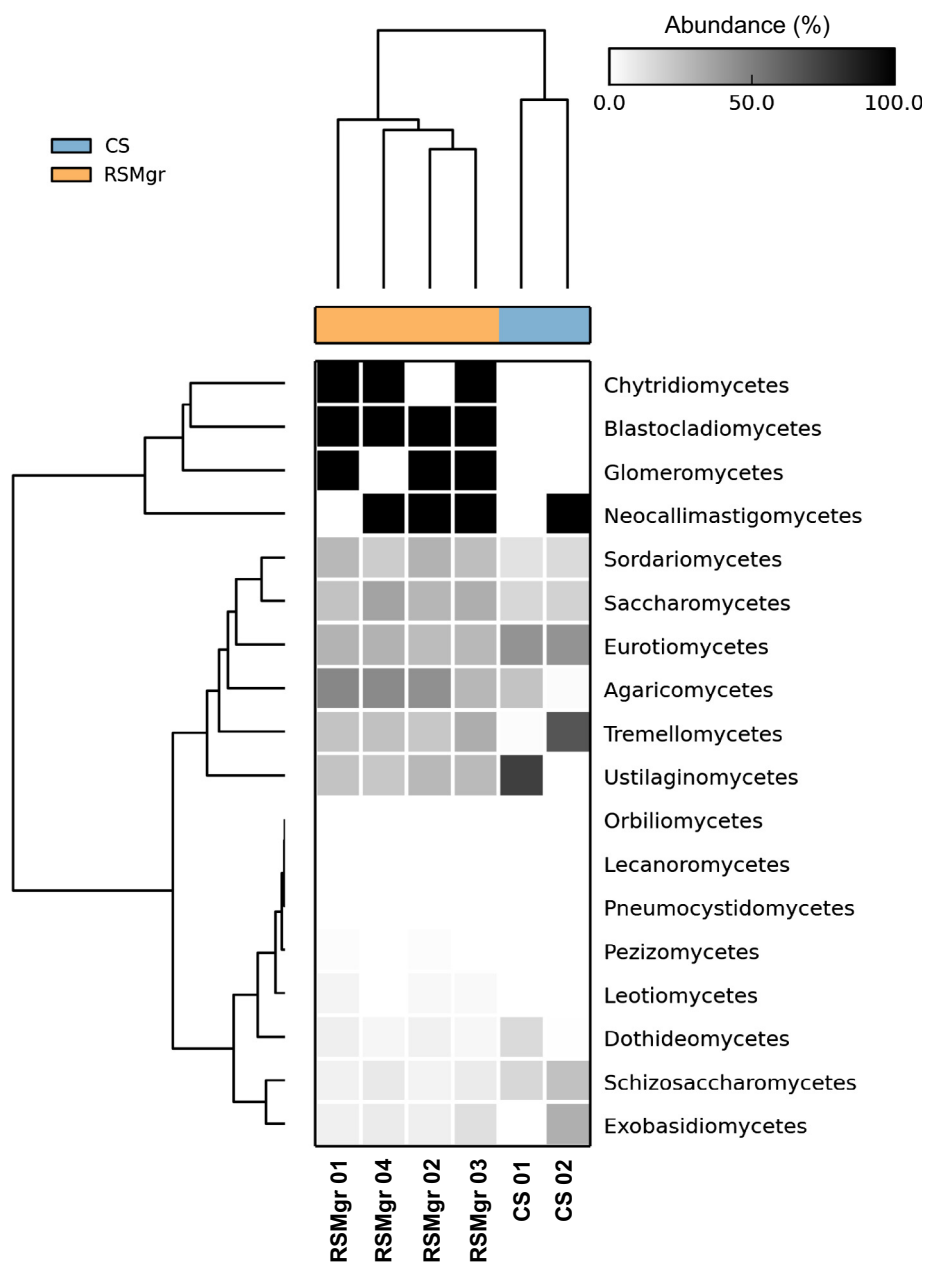 Abundance (%)
0.0 50.0 100.0
CS
RSMgr
Chytridiomycetes
Blastocladiomycetes
Glomeromycetes
Neocallimastigomycetes
Sordariomycetes
Saccharomycetes
Eurotiomycetes
Agaricomycetes
Tremellomycetes
Ustilaginomycetes
Orbiliomycetes
Lecanoromycetes
Pneumocystidomycetes
Pezizomycetes
Leotiomycetes
Dothideomycetes
Schizosaccharomycetes
Exobasidiomycetes
RSMgr 01
RSMgr 04
RSMgr 02
RSMgr 03
CS 01
CS 02